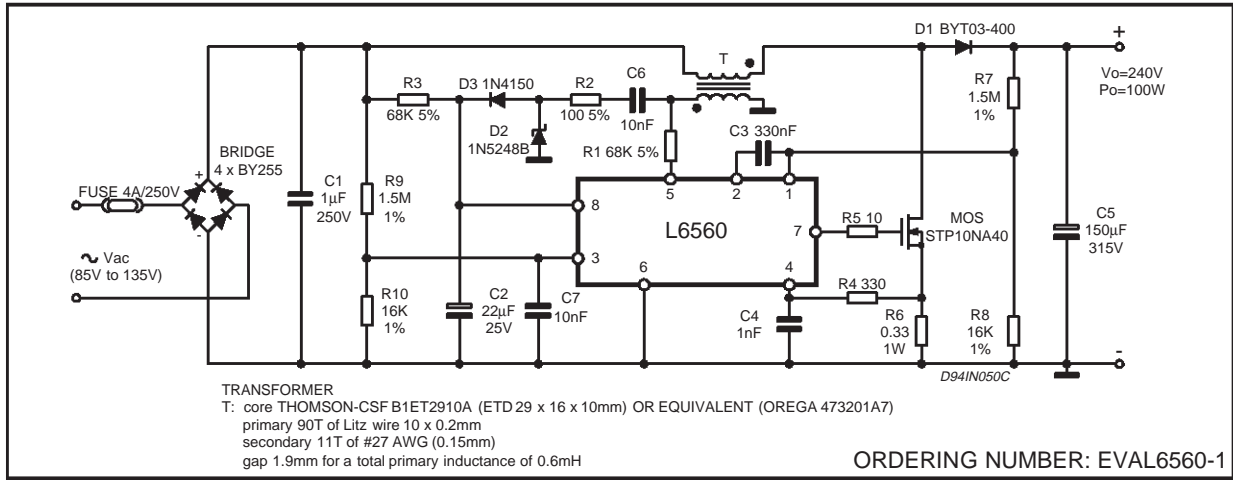 D1 BYT03-400
+
T
Vo=240V
Po=100W
R3
68K 5%
D3 1N4150
R2
100 5%
C6
10nF
R7
1.5M
1%
D2
1N5248B
C3 330nF
R1 68K 5%
BRIDGE
4 x BY255
FUSE 4A/250V
+
-
C1
1µF
250V
R9
1.5M
1%
5
2
1
8
L6560
7
R5 10
MOS
STP10NA40
C5
150µF
315V
Vac
(85V to 135V)
3
6
4
R10
16K
1%
C2
22µF
25V
C7
10nF
R4 330
C4
1nF
R6
0.33
1W
R8
16K
1%
-
D94IN050C
TRANSFORMER
T: core THOMSON-CSF B1ET2910A (ETD 29 x 16 x 10mm) OR EQUIVALENT (OREGA 473201A7)
primary 90T of Litz wire 10 x 0.2mm
secondary 11T of #27 AWG (0.15mm)
gap 1.9mm for a total primary inductance of 0.6mH
ORDERING NUMBER: EVAL6560-1